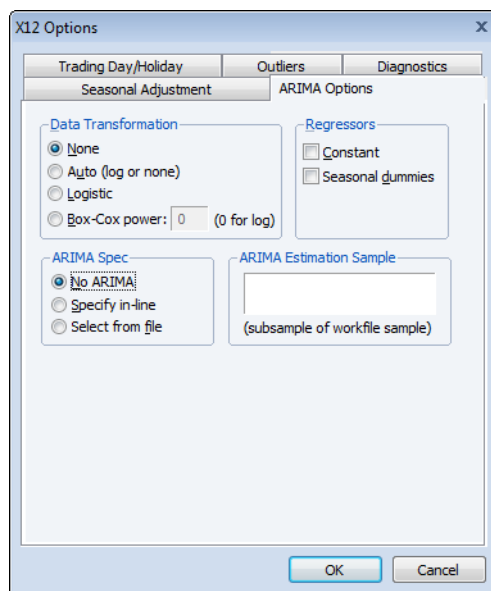 X12 Options
X
Trading Day/Holiday
Outliers
Diagnostics
Seasonal Adjustment
ARIMA Options
Data Transformation
None
Auto (log or none)
Logistic
Box-Cox power: 0 (0 for log)
Regressors
Constant
Seasonal dummies
ARIMA Spec
No ARIMA
Specify in-line
Select from file
ARIMA Estimation Sample
(subsample of workfile sample)
OK
Cancel